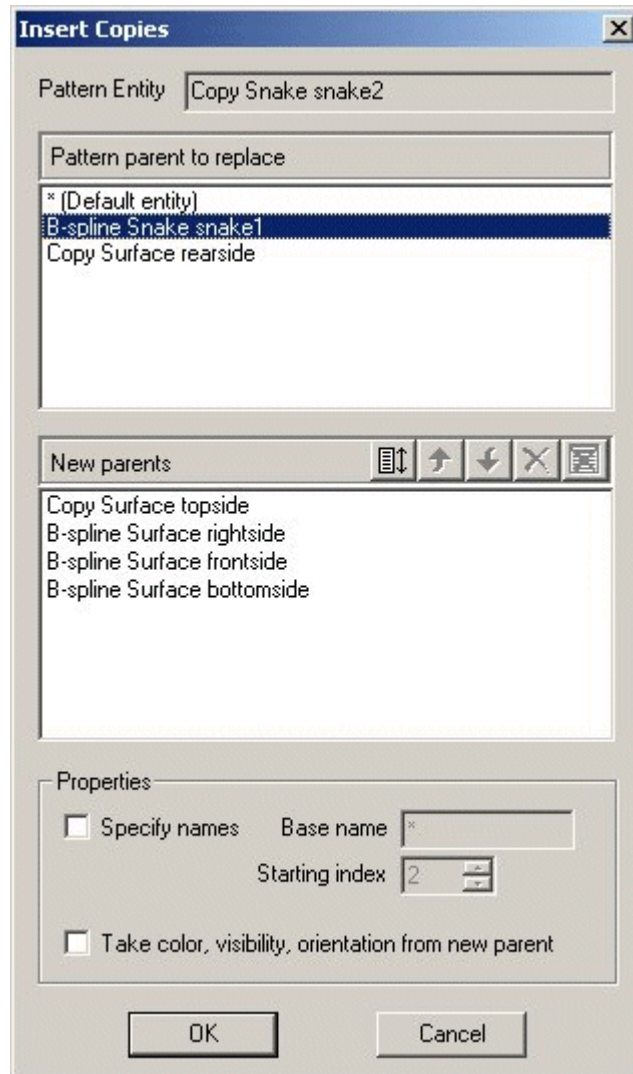 Insert Copies
Pattern Entity Copy Snake snake2
Pattern parent to replace
* (Default entity)
B-spline Snake snake1
Copy Surface rearside
New parents
Copy Surface topside
B-spline Surface rightside
B-spline Surface frontside
B-spline Surface bottomside
Properties
Specify names Base name *
Starting index 2
Take color, visibility, orientation from new parent
OK Cancel